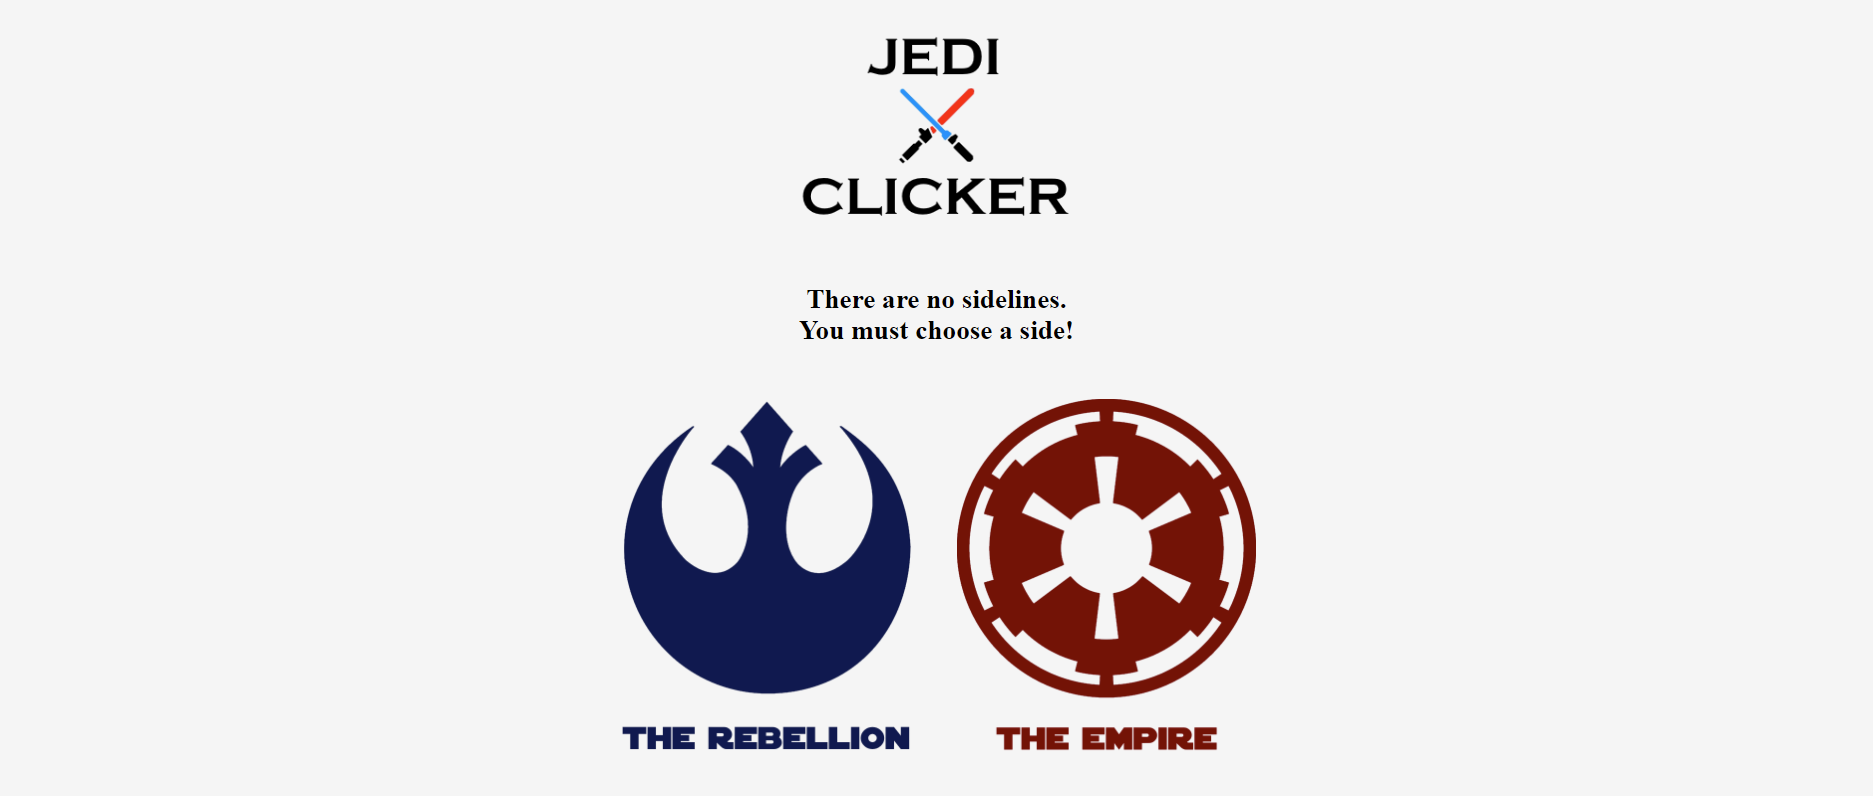 JEDI
CLICKER
There are no sidelines.
You must choose a side!
THE REBELLION
THE EMPIRE